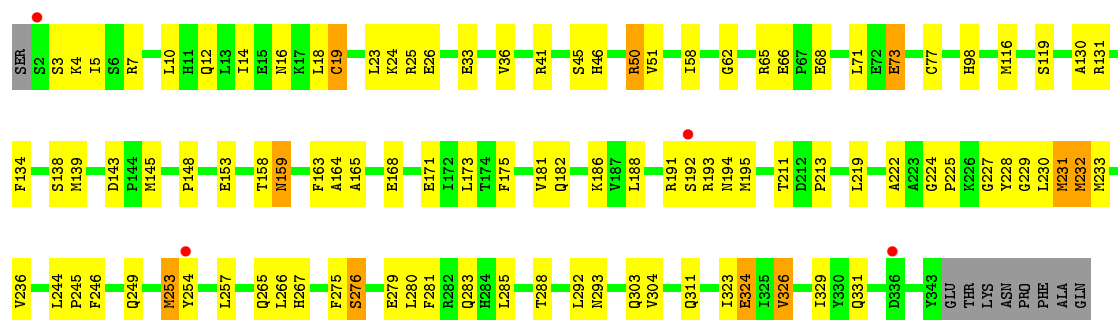 SER S2 S3 K4 I5 S6 R7 L10 H11 Q12 L13 I14 E15 N16 K17 L18 C19 L23 K24 R25 E26 E33 V36 R41 S45 H46 R50 V51 I58 G62 R65 E66 P67 E68 L71 E72 E73 C77 H98 M116 S119 A130 R131
F134 S138 M139 D143 P144 M145 P148 E153 T158 N159 F163 A164 A165 E168 E171 I172 L173 T174 F175 V181 Q182 K186 V187 L188 R191 S192 R193 N194 M195 T211 D212 P213 L219 A222 A223 G224 P225 K226 G227 Y228 G229 L230 M231 M232 M233
V236 L244 P245 F246 Q249 M253 Y254 L257 Q265 L266 H267 F275 S276 E279 L280 F281 R282 Q283 H284 L285 T288 L292 N293 Q303 V304 Q311 I323 E324 I325 V326 I329 Y330 Q331 D336 Y343 GLU THR LYS ASN PRO PHE ALA GLN